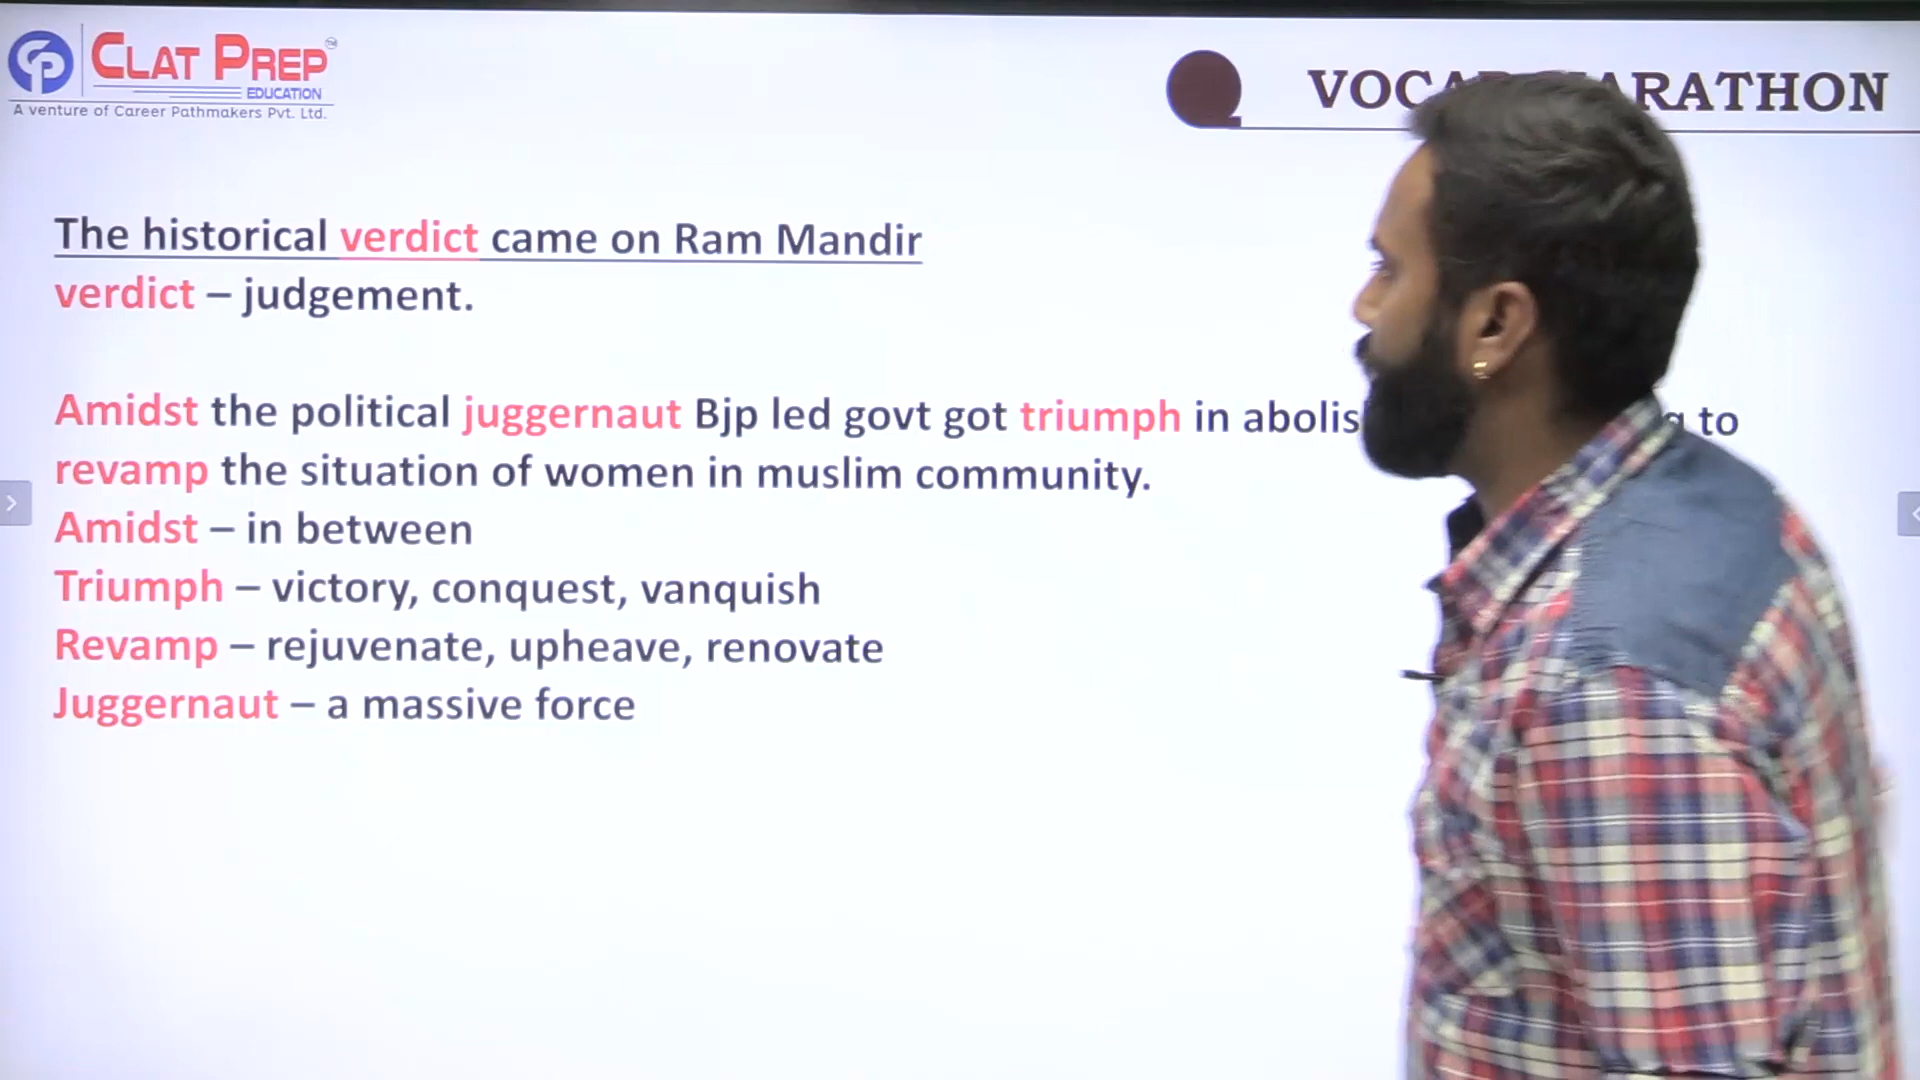 CLAT PREP™
EDUCATION
A venture of Career Pathmakers Pvt. Ltd.
VOCAB MARATHON
The historical verdict came on Ram Mandir
verdict – judgement.
Amidst the political juggernaut Bjp led govt got triumph in to
revamp the situation of women in muslim community.
Amidst – in between
Triumph – victory, conquest, vanquish
Revamp – rejuvenate, upheave, renovate
Juggernaut – a massive force